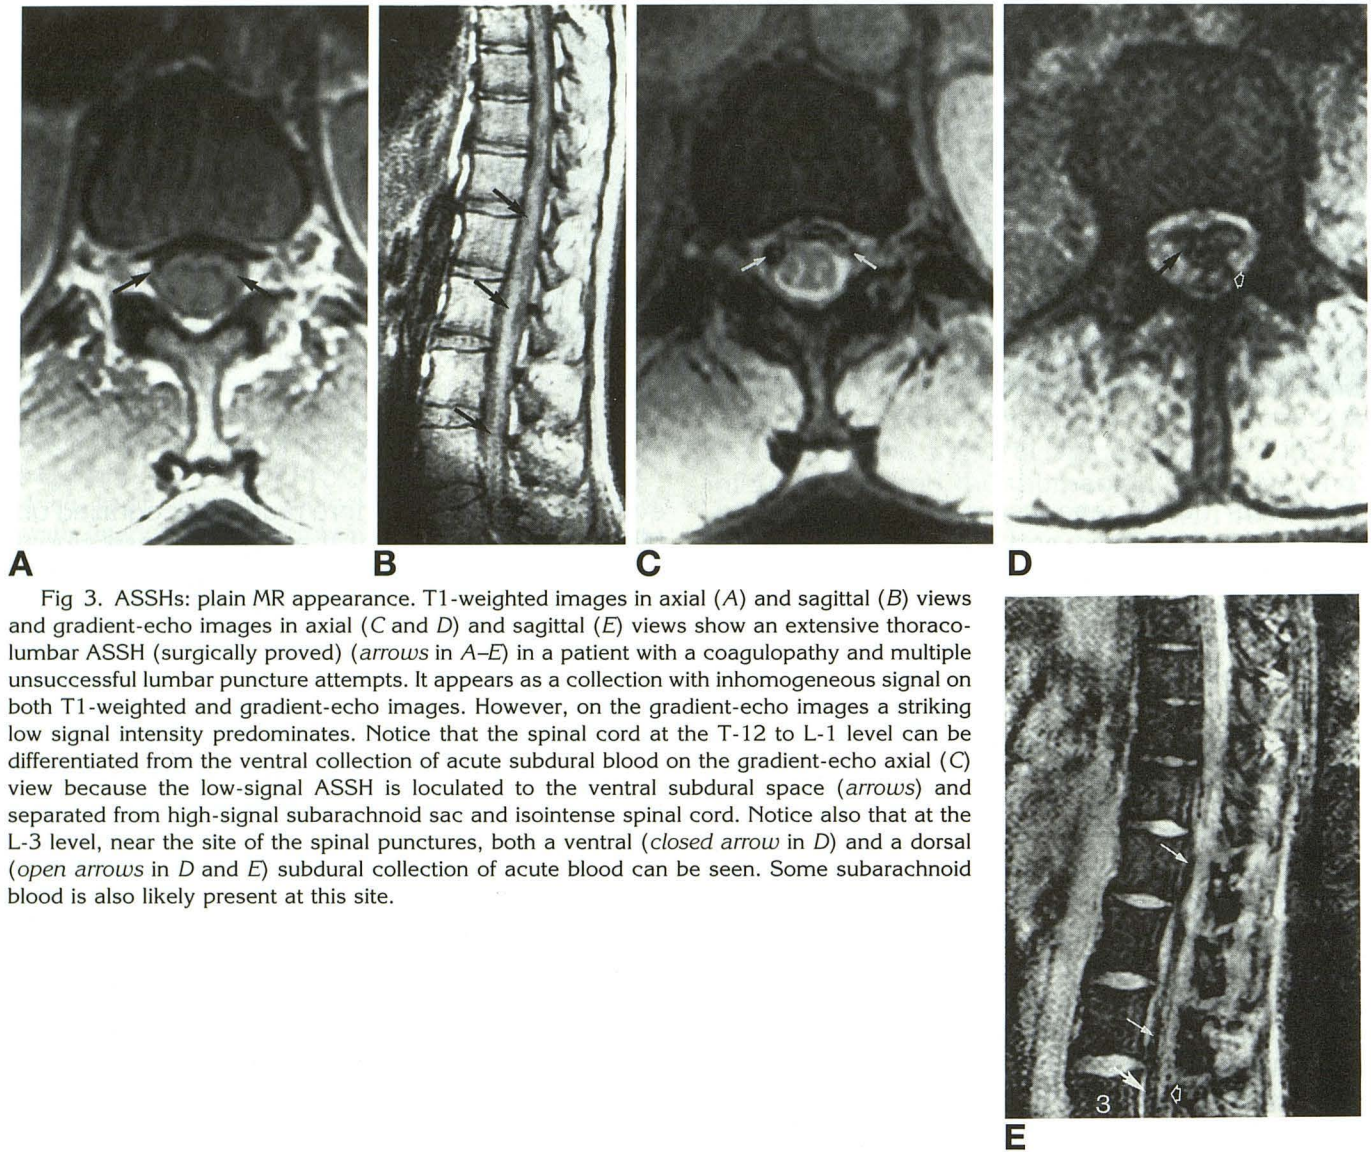 A
B
C
D
Fig 3. ASSHs: plain MR appearance. T1-weighted images in axial (A) and sagittal (B) views
and gradient-echo images in axial (C and D) and sagittal (E) views show an extensive thoraco-
lumbar ASSH (surgically proved) (arrows in A–E) in a patient with a coagulopathy and multiple
unsuccessful lumbar puncture attempts. It appears as a collection with inhomogeneous signal on
both T1-weighted and gradient-echo images. However, on the gradient-echo images a striking
low signal intensity predominates. Notice that the spinal cord at the T-12 to L-1 level can be
differentiated from the ventral collection of acute subdural blood on the gradient-echo axial (C)
view because the low-signal ASSH is loculated to the ventral subdural space (arrows) and
separated from high-signal subarachnoid sac and isointense spinal cord. Notice also that at the
L-3 level, near the site of the spinal punctures, both a ventral (closed arrow in D) and a dorsal
(open arrows in D and E) subdural collection of acute blood can be seen. Some subarachnoid
blood is also likely present at this site.
3
E